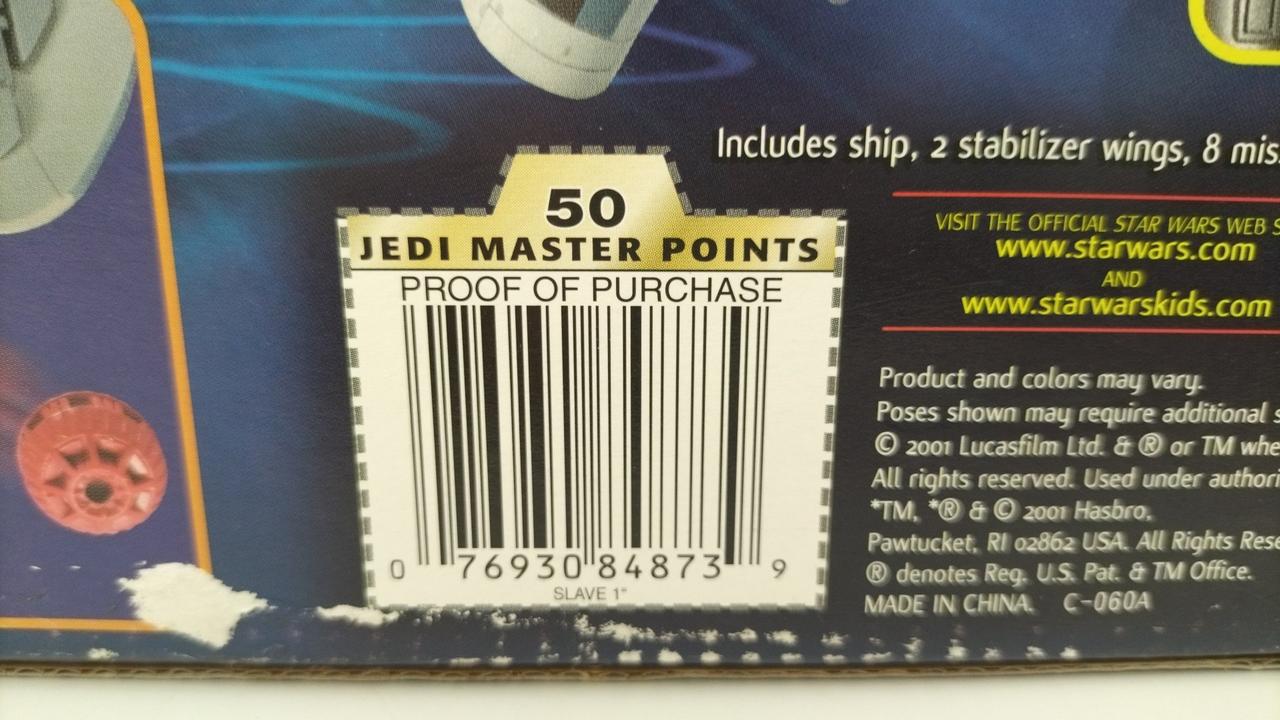 Includes ship, 2 stabilizer wings, 8
50
JEDI MASTER POINTS
PROOF OF PURCHASE
0 76930 84873 9
SLAVE 1"
VISIT THE OFFICIAL STAR WARS WEB
www.starwars.com
AND
www.starwarskids.com
Product and colors may vary.
Poses shown may require additional
© 2001 Lucasfilm Ltd. & ® or TM
All rights reserved. Used under
*TM, *® & © 2001 Hasbro,
Pawtucket, RI 02862 USA. All Rights
® denotes Reg. U.S. Pat. & TM Office.
MADE IN CHINA. C-060A